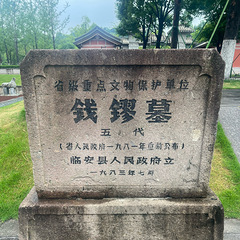 省级重点文物保护单位
钱镠墓
五代
（省人民政府一九八一年重新公布）
临安县人民政府立
一九八三年七月